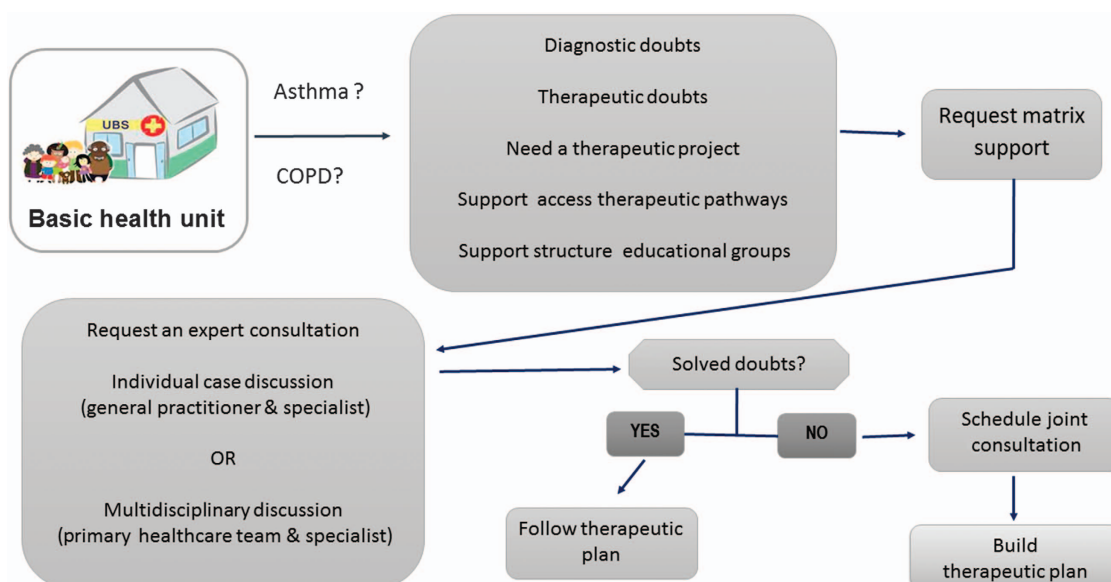 UBS
Basic health unit
Asthma ?
COPD?
Diagnostic doubts
Therapeutic doubts
Need a therapeutic project
Support access therapeutic pathways
Support structure educational groups
Request matrix
support
Request an expert consultation
Individual case discussion
(general practitioner & specialist)
OR
Multidisciplinary discussion
(primary healthcare team & specialist)
Solved doubts?
YES
NO
Schedule joint
consultation
Follow therapeutic
plan
Build
therapeutic plan